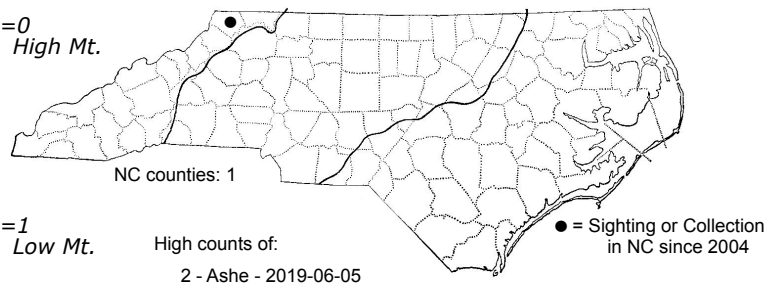 =0
High Mt.
NC counties: 1
=1
Low Mt.
High counts of:
2 - Ashe - 2019-06-05
● = Sighting or Collection
in NC since 2004